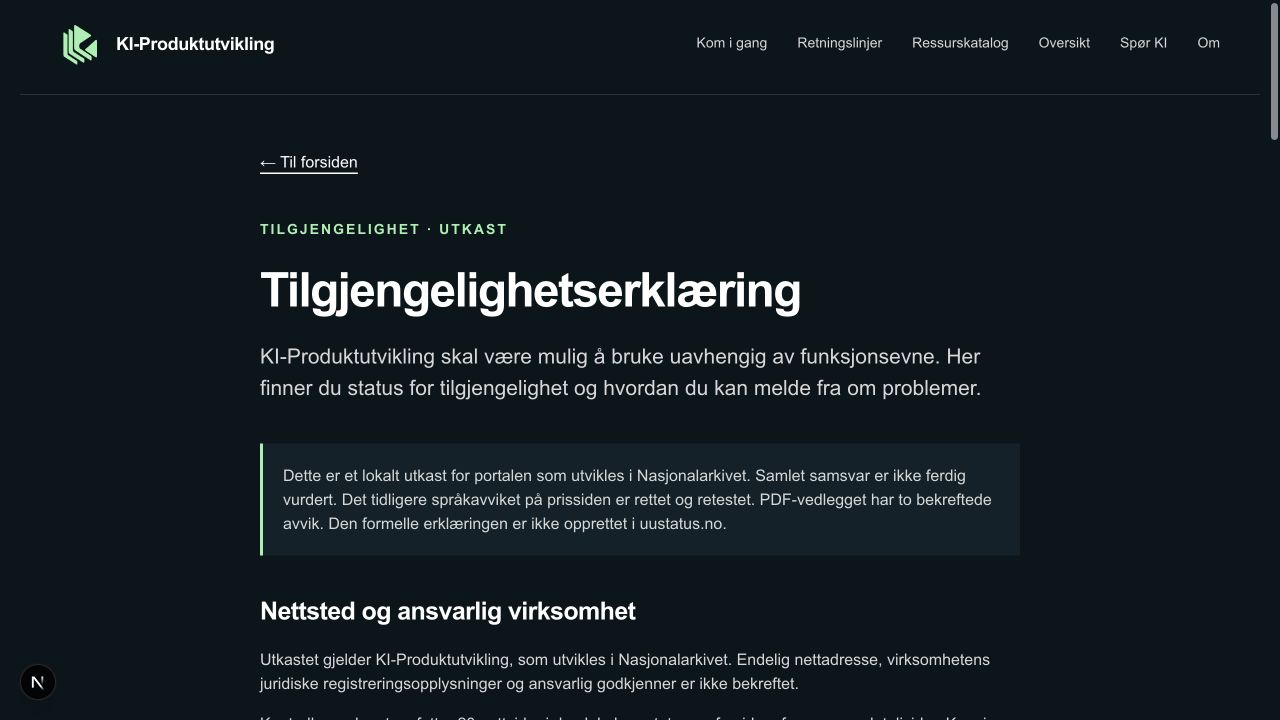 KI-Produktutvikling
Kom i gang
Retningslinjer
Ressurskatalog
Oversikt
Spør KI
Om
← Til forsiden
TILGJENGELIGHET · UTKAST
Tilgjengelighetserklæring
KI-Produktutvikling skal være mulig å bruke uavhengig av funksjonsevne. Her
finner du status for tilgjengelighet og hvordan du kan melde fra om problemer.
Dette er et lokalt utkast for portalen som utvikles i Nasjonalarkivet. Samlet samsvar er ikke ferdig
vurdert. Det tidligere språkavviket på prissiden er rettet og retestet. PDF-vedlegget har to bekreftede
avvik. Den formelle erklæringen er ikke opprettet i uustatus.no.
Nettsted og ansvarlig virksomhet
Utkastet gjelder KI-Produktutvikling, som utvikles i Nasjonalarkivet. Endelig nettadresse, virksomhetens
juridiske registreringsopplysninger og ansvarlig godkjenner er ikke bekreftet.
N